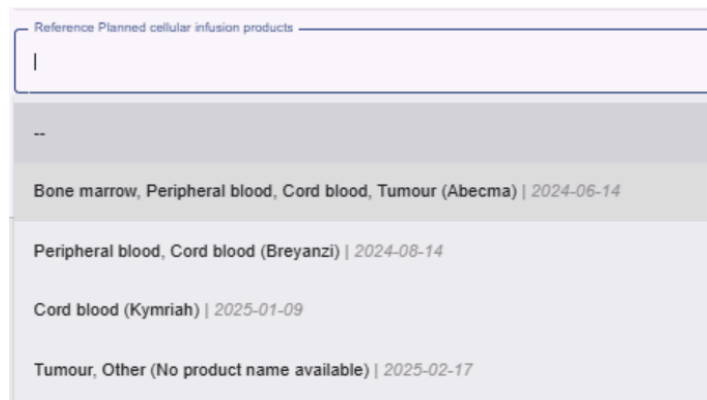 Reference Planned cellular infusion products
--
Bone marrow, Peripheral blood, Cord blood, Tumour (Abecma) | 2024-06-14
Peripheral blood, Cord blood (Breyanzi) | 2024-08-14
Cord blood (Kymriah) | 2025-01-09
Tumour, Other (No product name available) | 2025-02-17